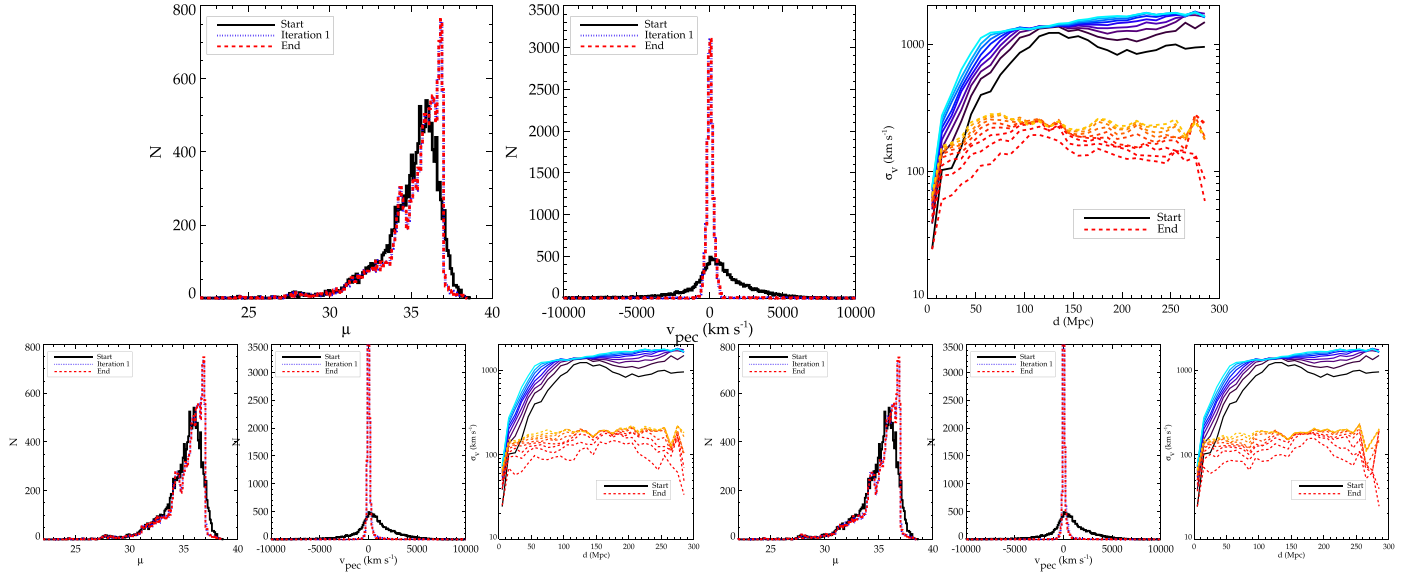 800
600
400
200
0
N
25
30
35
40
μ
Start
Iteration 1
End
3500
3000
2500
2000
1500
1000
500
0
N
-10000
-5000
0
5000
10000
v_pec (km s⁻¹)
Start
Iteration 1
End
1000
100
10
σ_v (km s⁻¹)
0
50
100
150
200
250
300
d (Mpc)
Start
End
800
600
400
200
0
N
25
30
35
40
μ
Start
Iteration 1
End
3500
3000
2500
2000
1500
1000
500
0
N
-10000
-5000
0
5000
10000
v_pec (km s⁻¹)
Start
Iteration 1
End
1000
100
10
σ_v (km s⁻¹)
0
50
100
150
200
250
300
d (Mpc)
Start
End
800
600
400
200
0
N
25
30
35
40
μ
Start
Iteration 1
End
3500
3000
2500
2000
1500
1000
500
0
N
-10000
-5000
0
5000
10000
v_pec (km s⁻¹)
Start
Iteration 1
End
1000
100
10
σ_v (km s⁻¹)
0
50
100
150
200
250
300
d (Mpc)
Start
End